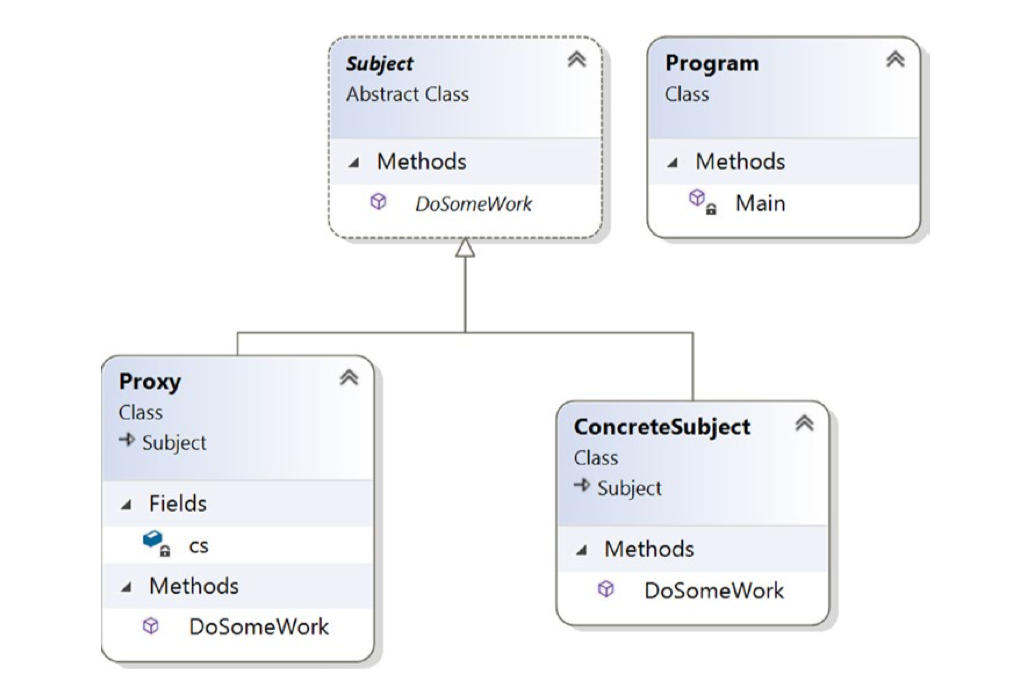 Subject
Abstract Class
Methods
DoSomeWork
Program
Class
Methods
Main
Proxy
Class
Subject
Fields
cs
Methods
DoSomeWork
ConcreteSubject
Class
Subject
Methods
DoSomeWork